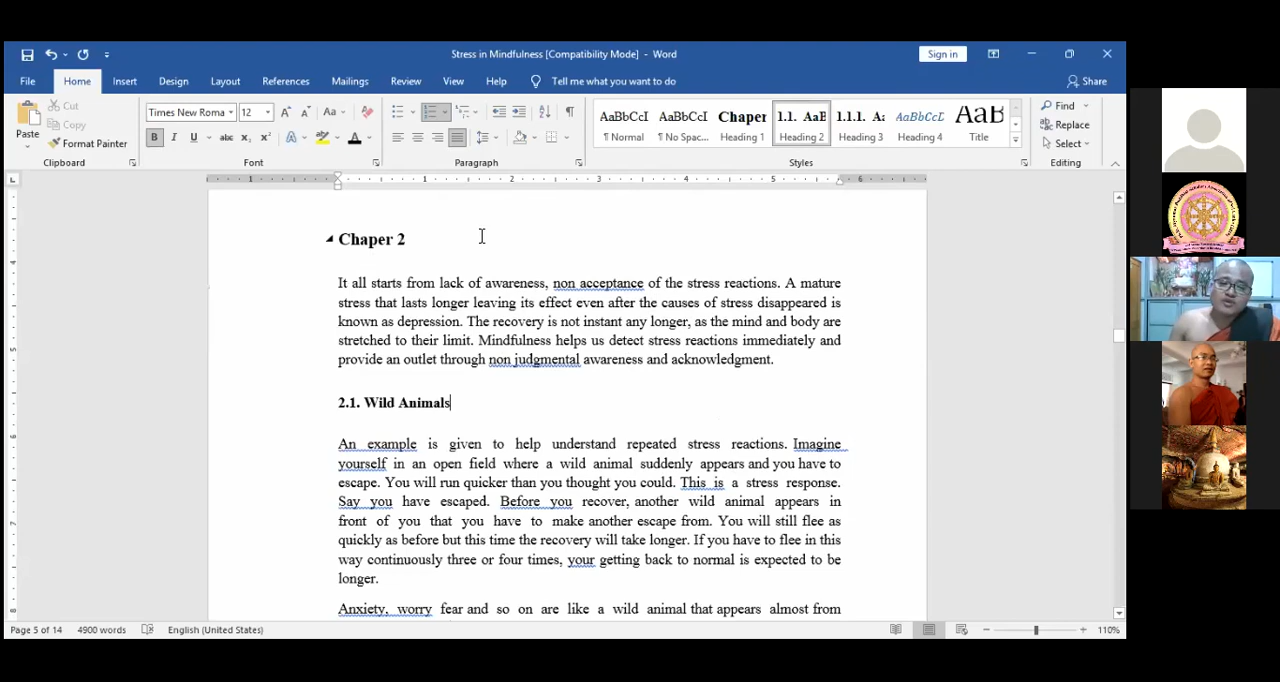 Stress in Mindfulness [Compatibility Mode] - Word
Sign in
File Home Insert Design Layout References Mailings Review View Help Tell me what you want to do Share
Paste
Cut
Copy
Format Painter
Times New Roma 12
AaBbCcI AaBbCcI Chaper 1.1. AaB 1.1.1. A: AaBbCcD AaB
¶ Normal ¶ No Spac... Heading 1 Heading 2 Heading 3 Heading 4 Title
Find
Replace
Select
Clipboard Font Paragraph Styles Editing
1 1 2 3 4 5 6
Chaper 2
It all starts from lack of awareness, non acceptance of the stress reactions. A mature
stress that lasts longer leaving its effect even after the causes of stress disappeared is
known as depression. The recovery is not instant any longer, as the mind and body are
stretched to their limit. Mindfulness helps us detect stress reactions immediately and
provide an outlet through non judgmental awareness and acknowledgment.
2.1. Wild Animals
An example is given to help understand repeated stress reactions. Imagine
yourself in an open field where a wild animal suddenly appears and you have to
escape. You will run quicker than you thought you could. This is a stress response.
Say you have escaped. Before you recover, another wild animal appears in
front of you that you have to make another escape from. You will still flee as
quickly as before but this time the recovery will take longer. If you have to flee in this
way continuously three or four times, your getting back to normal is expected to be
longer.
Anxiety, worry fear and so on are like a wild animal that appears almost from
Page 5 of 14 4900 words English (United States) 110%